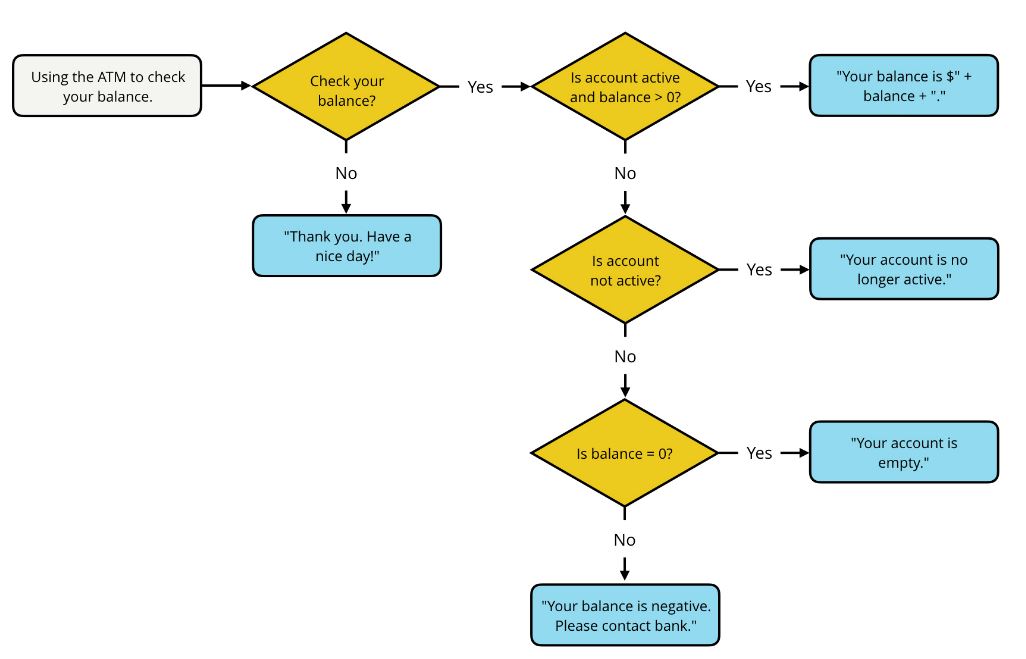 Using the ATM to check
your balance.
Check your
balance?
Yes
Is account active
and balance > 0?
Yes
"Your balance is $" +
balance + "."
No
No
"Thank you. Have a
nice day!"
Is account
not active?
Yes
"Your account is no
longer active."
No
Is balance = 0?
Yes
"Your account is
empty."
No
"Your balance is negative.
Please contact bank."